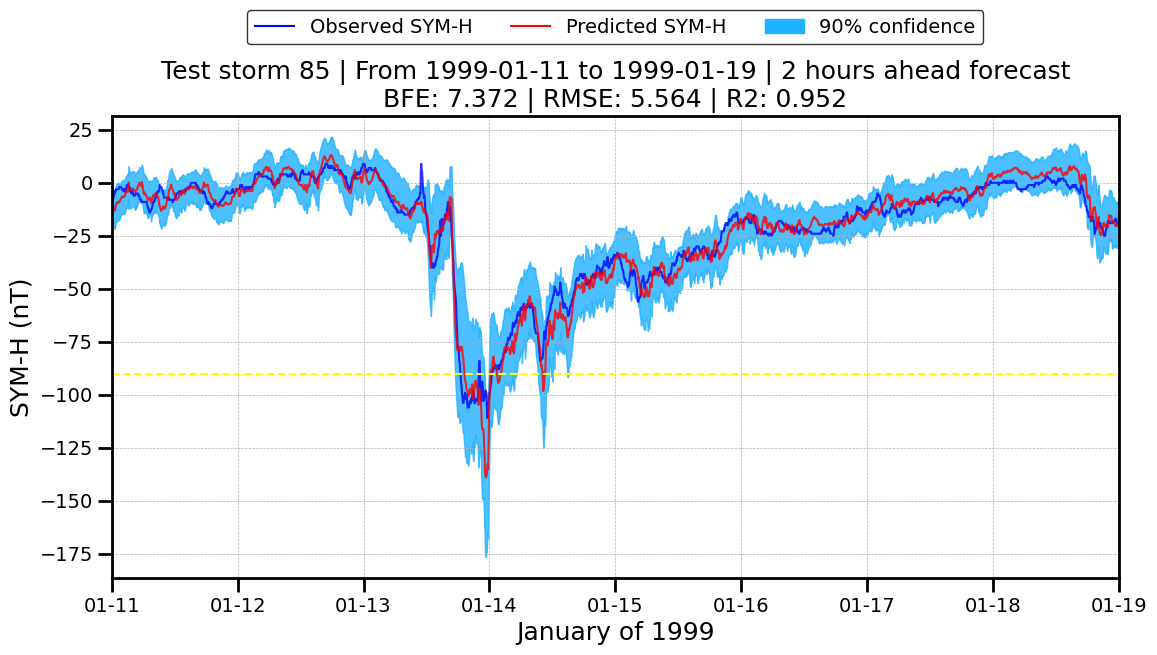 Observed SYM-H Predicted SYM-H 90% confidence
Test storm 85 | From 1999-01-11 to 1999-01-19 | 2 hours ahead forecast
BFE: 7.372 | RMSE: 5.564 | R2: 0.952
25
0
−25
−50
−75
−100
−125
−150
−175
SYM-H (nT)
01-11 01-12 01-13 01-14 01-15 01-16 01-17 01-18 01-19
January of 1999